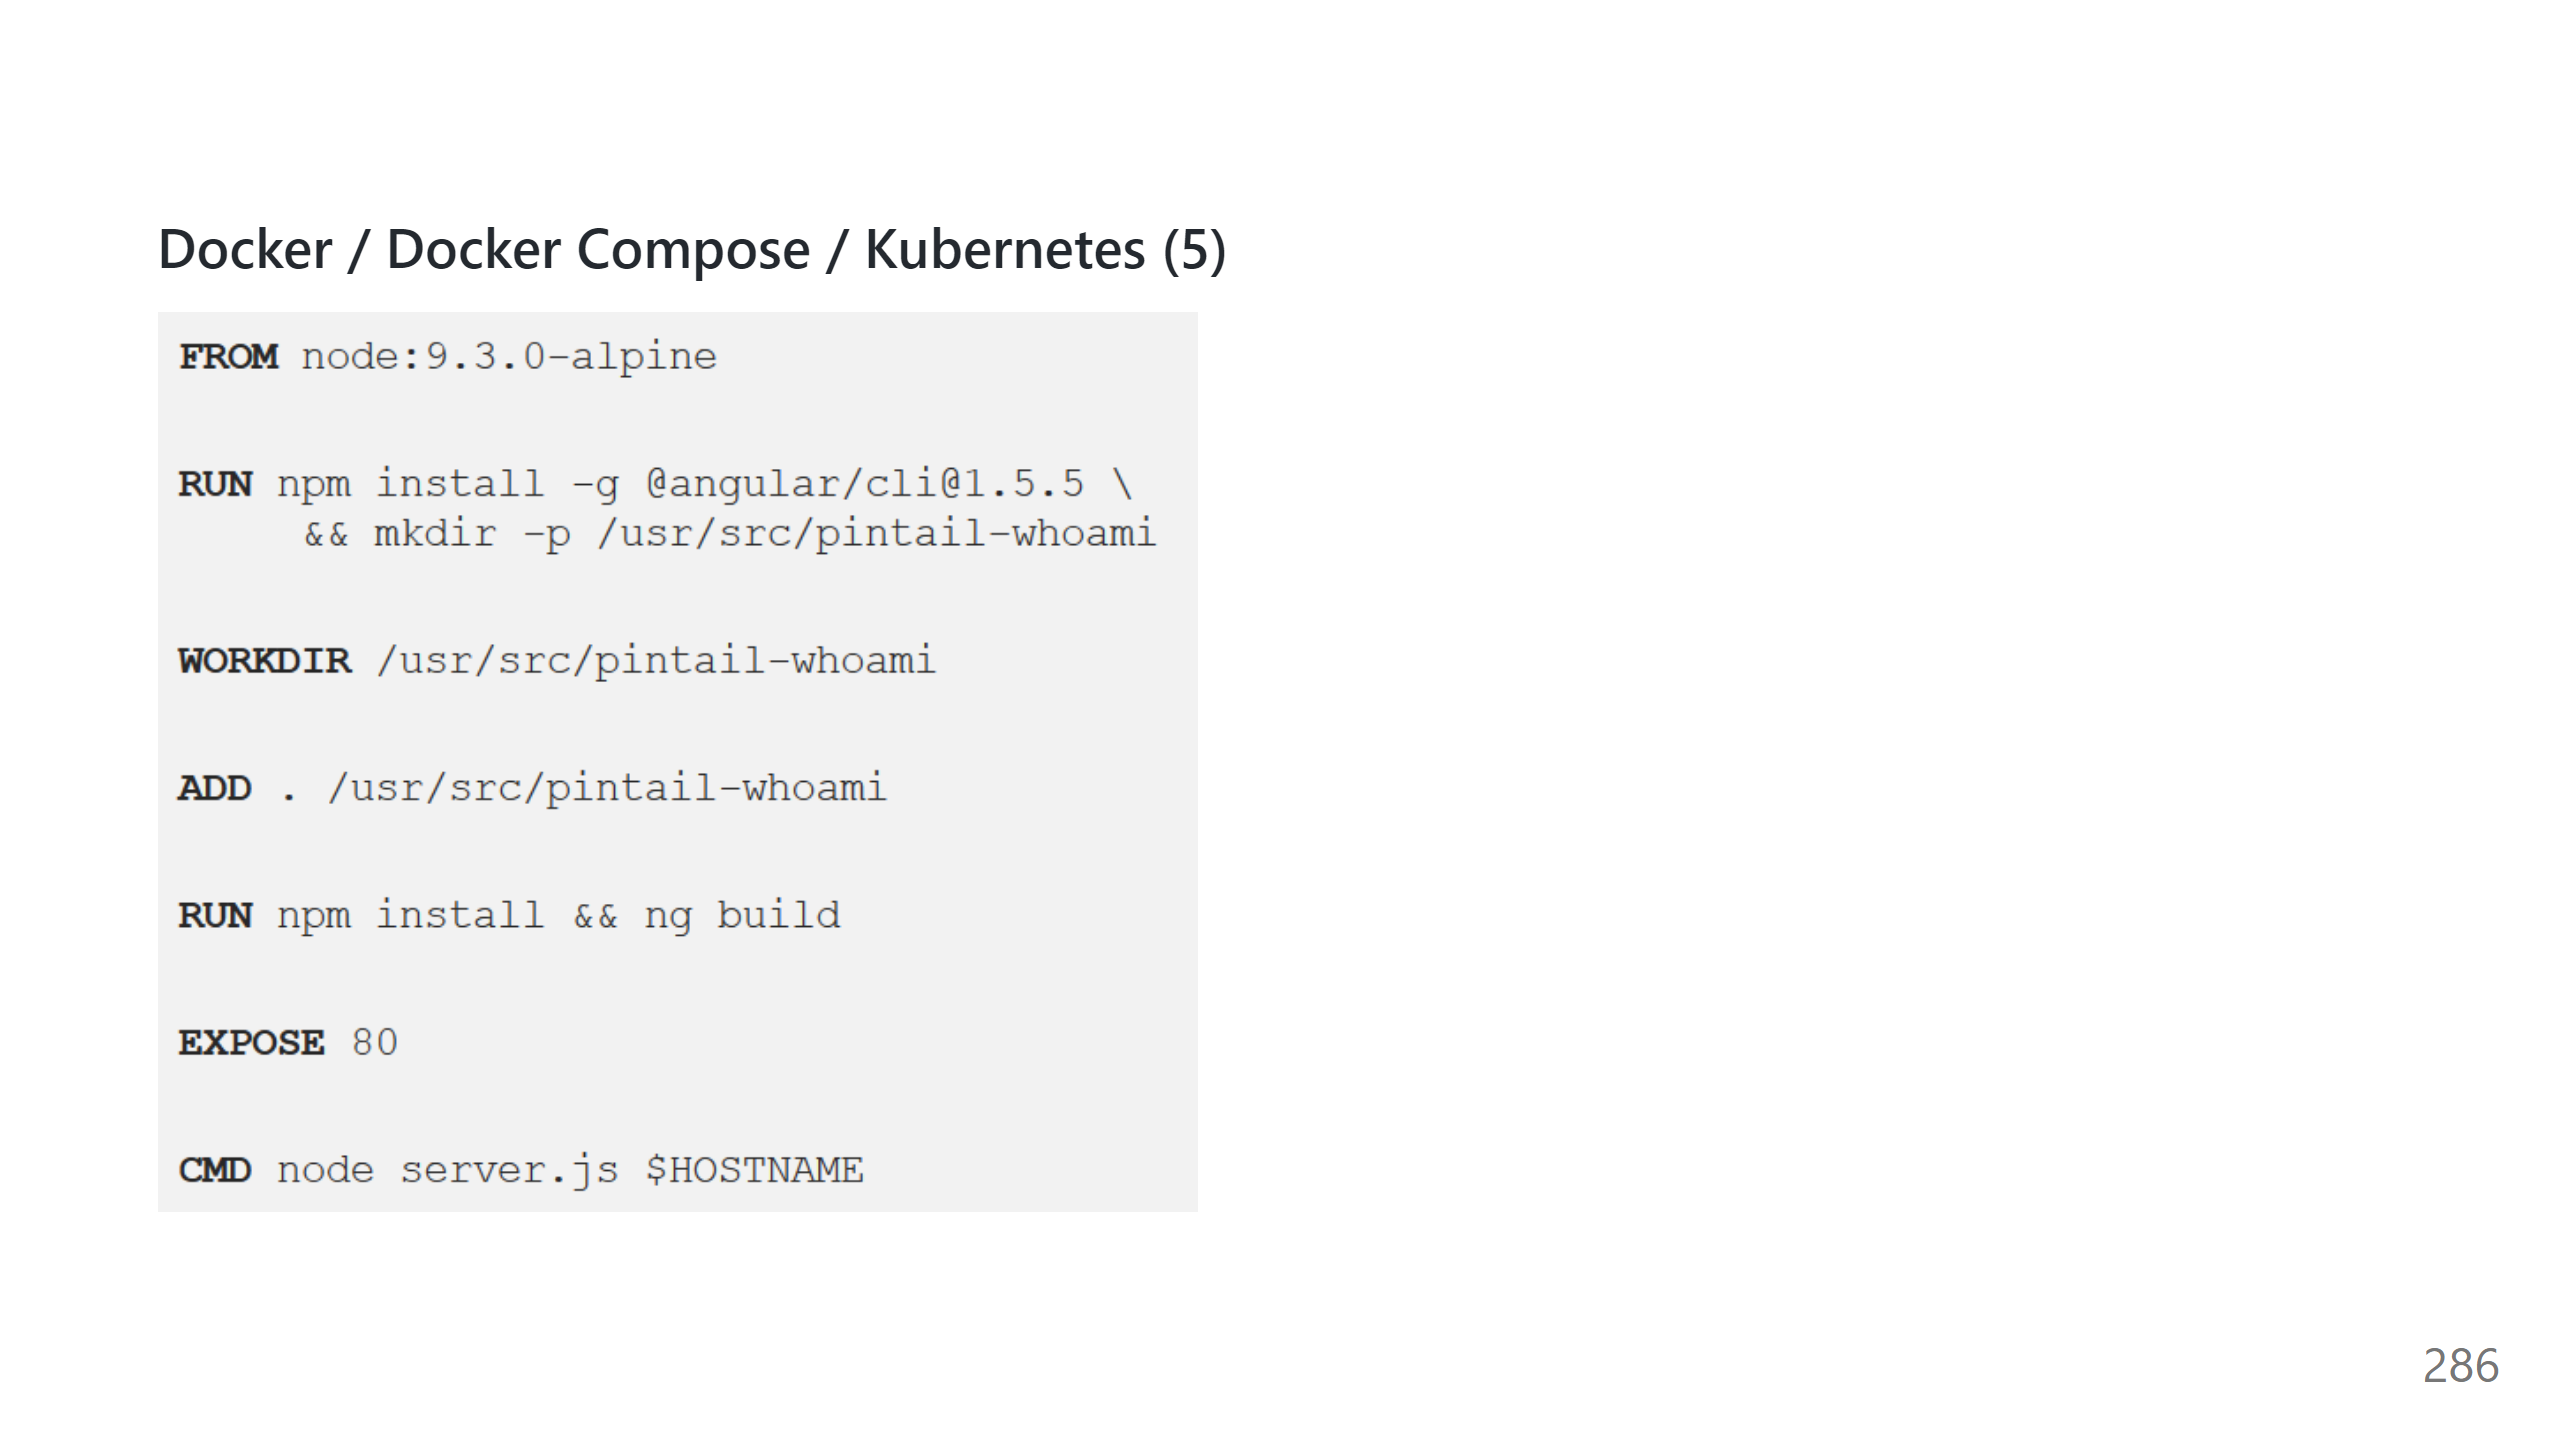 Docker / Docker Compose / Kubernetes (5)
FROM node:9.3.0-alpine
RUN npm install -g @angular/cli@1.5.5 \
&& mkdir -p /usr/src/pintail-whoami
WORKDIR /usr/src/pintail-whoami
ADD . /usr/src/pintail-whoami
RUN npm install && ng build
EXPOSE 80
CMD node server.js $HOSTNAME
286